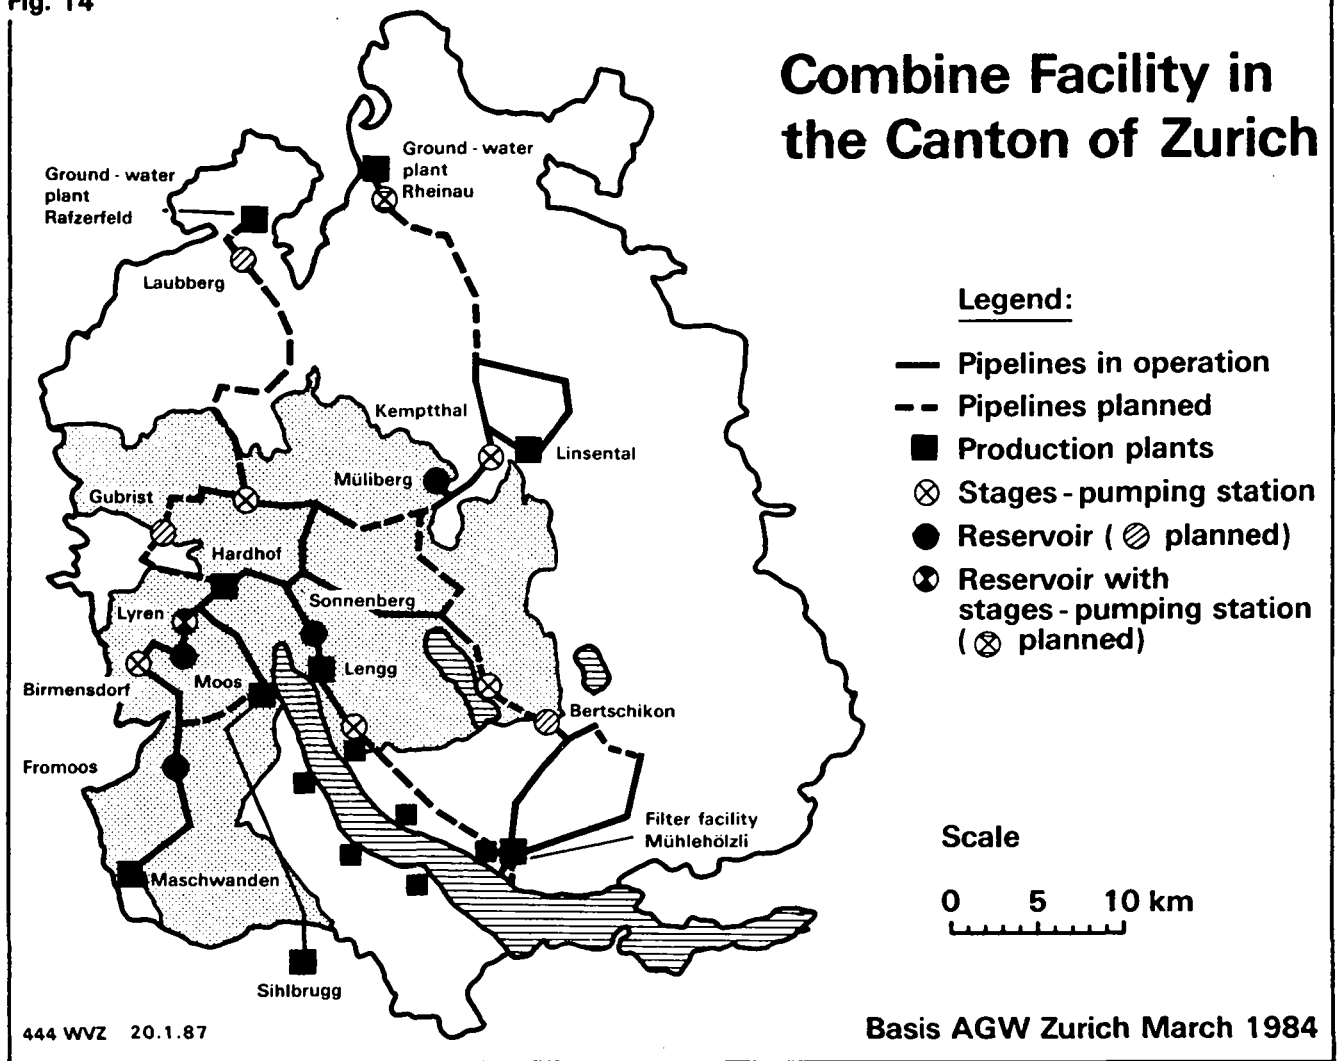 Fig. 14
Combine Facility in
the Canton of Zurich
Ground - water
plant
Rheinau
Ground - water
plant
Rafzerfeld
Laubberg
Kemptthal
Linsental
Müliberg
Gubrist
Hardhof
Sonnenberg
Lyren
Lengg
Moos
Birmensdorf
Bertschikon
Fromoos
Filter facility
Mühlehölzli
Maschwanden
Sihlbrugg
Legend:
Pipelines in operation
Pipelines planned
Production plants
Stages - pumping station
Reservoir ( planned)
Reservoir with
stages - pumping station
( planned)
Scale
0 5 10 km
444 WVZ 20.1.87
Basis AGW Zurich March 1984